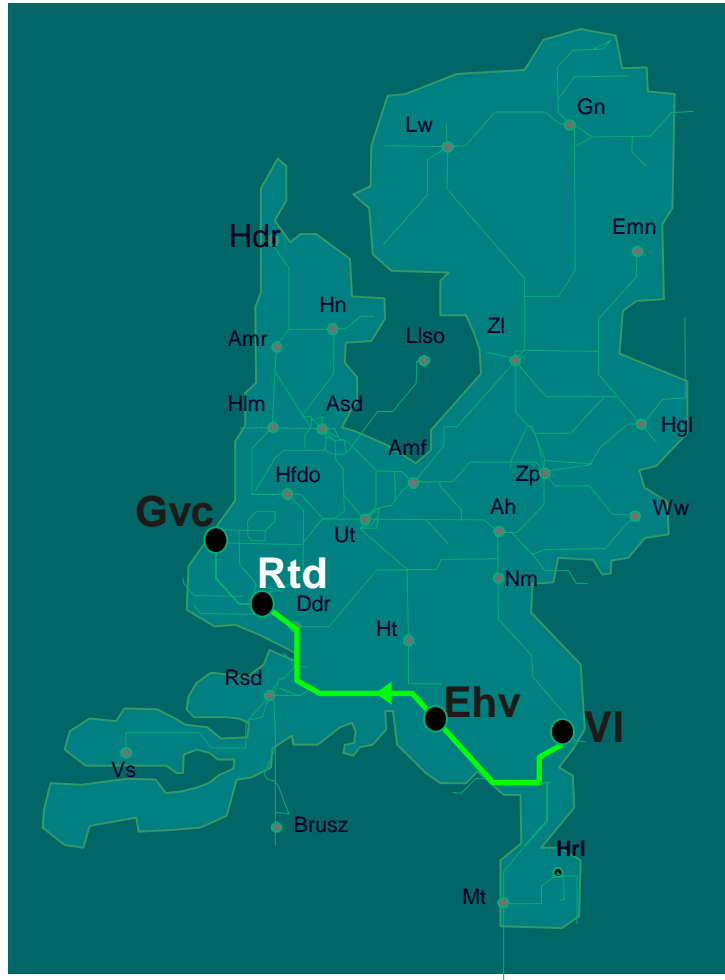 Gn
Lw
Emn
Hdr
Hn
Zl
Llso
Amr
Hlm
Asd
Hgl
Amf
Zp
Hfdo
Ww
Gvc
Ah
Ut
Rtd
Nm
Ddr
Ht
Rsd
Ehv
Vl
Vs
Brusz
Hrl
Mt